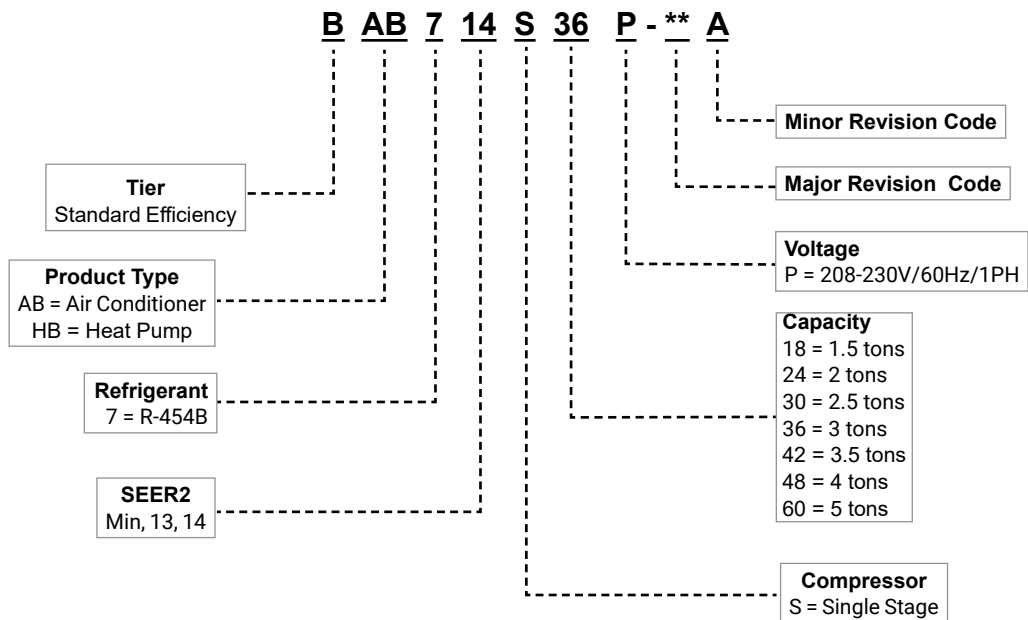 B AB 7 14 S 36 P - ** A
Minor Revision Code
Major Revision Code
Tier
Standard Efficiency
Voltage
P = 208-230V/60Hz/1PH
Product Type
AB = Air Conditioner
HB = Heat Pump
Capacity
18 = 1.5 tons
24 = 2 tons
30 = 2.5 tons
36 = 3 tons
42 = 3.5 tons
48 = 4 tons
60 = 5 tons
Refrigerant
7 = R-454B
SEER2
Min, 13, 14
Compressor
S = Single Stage